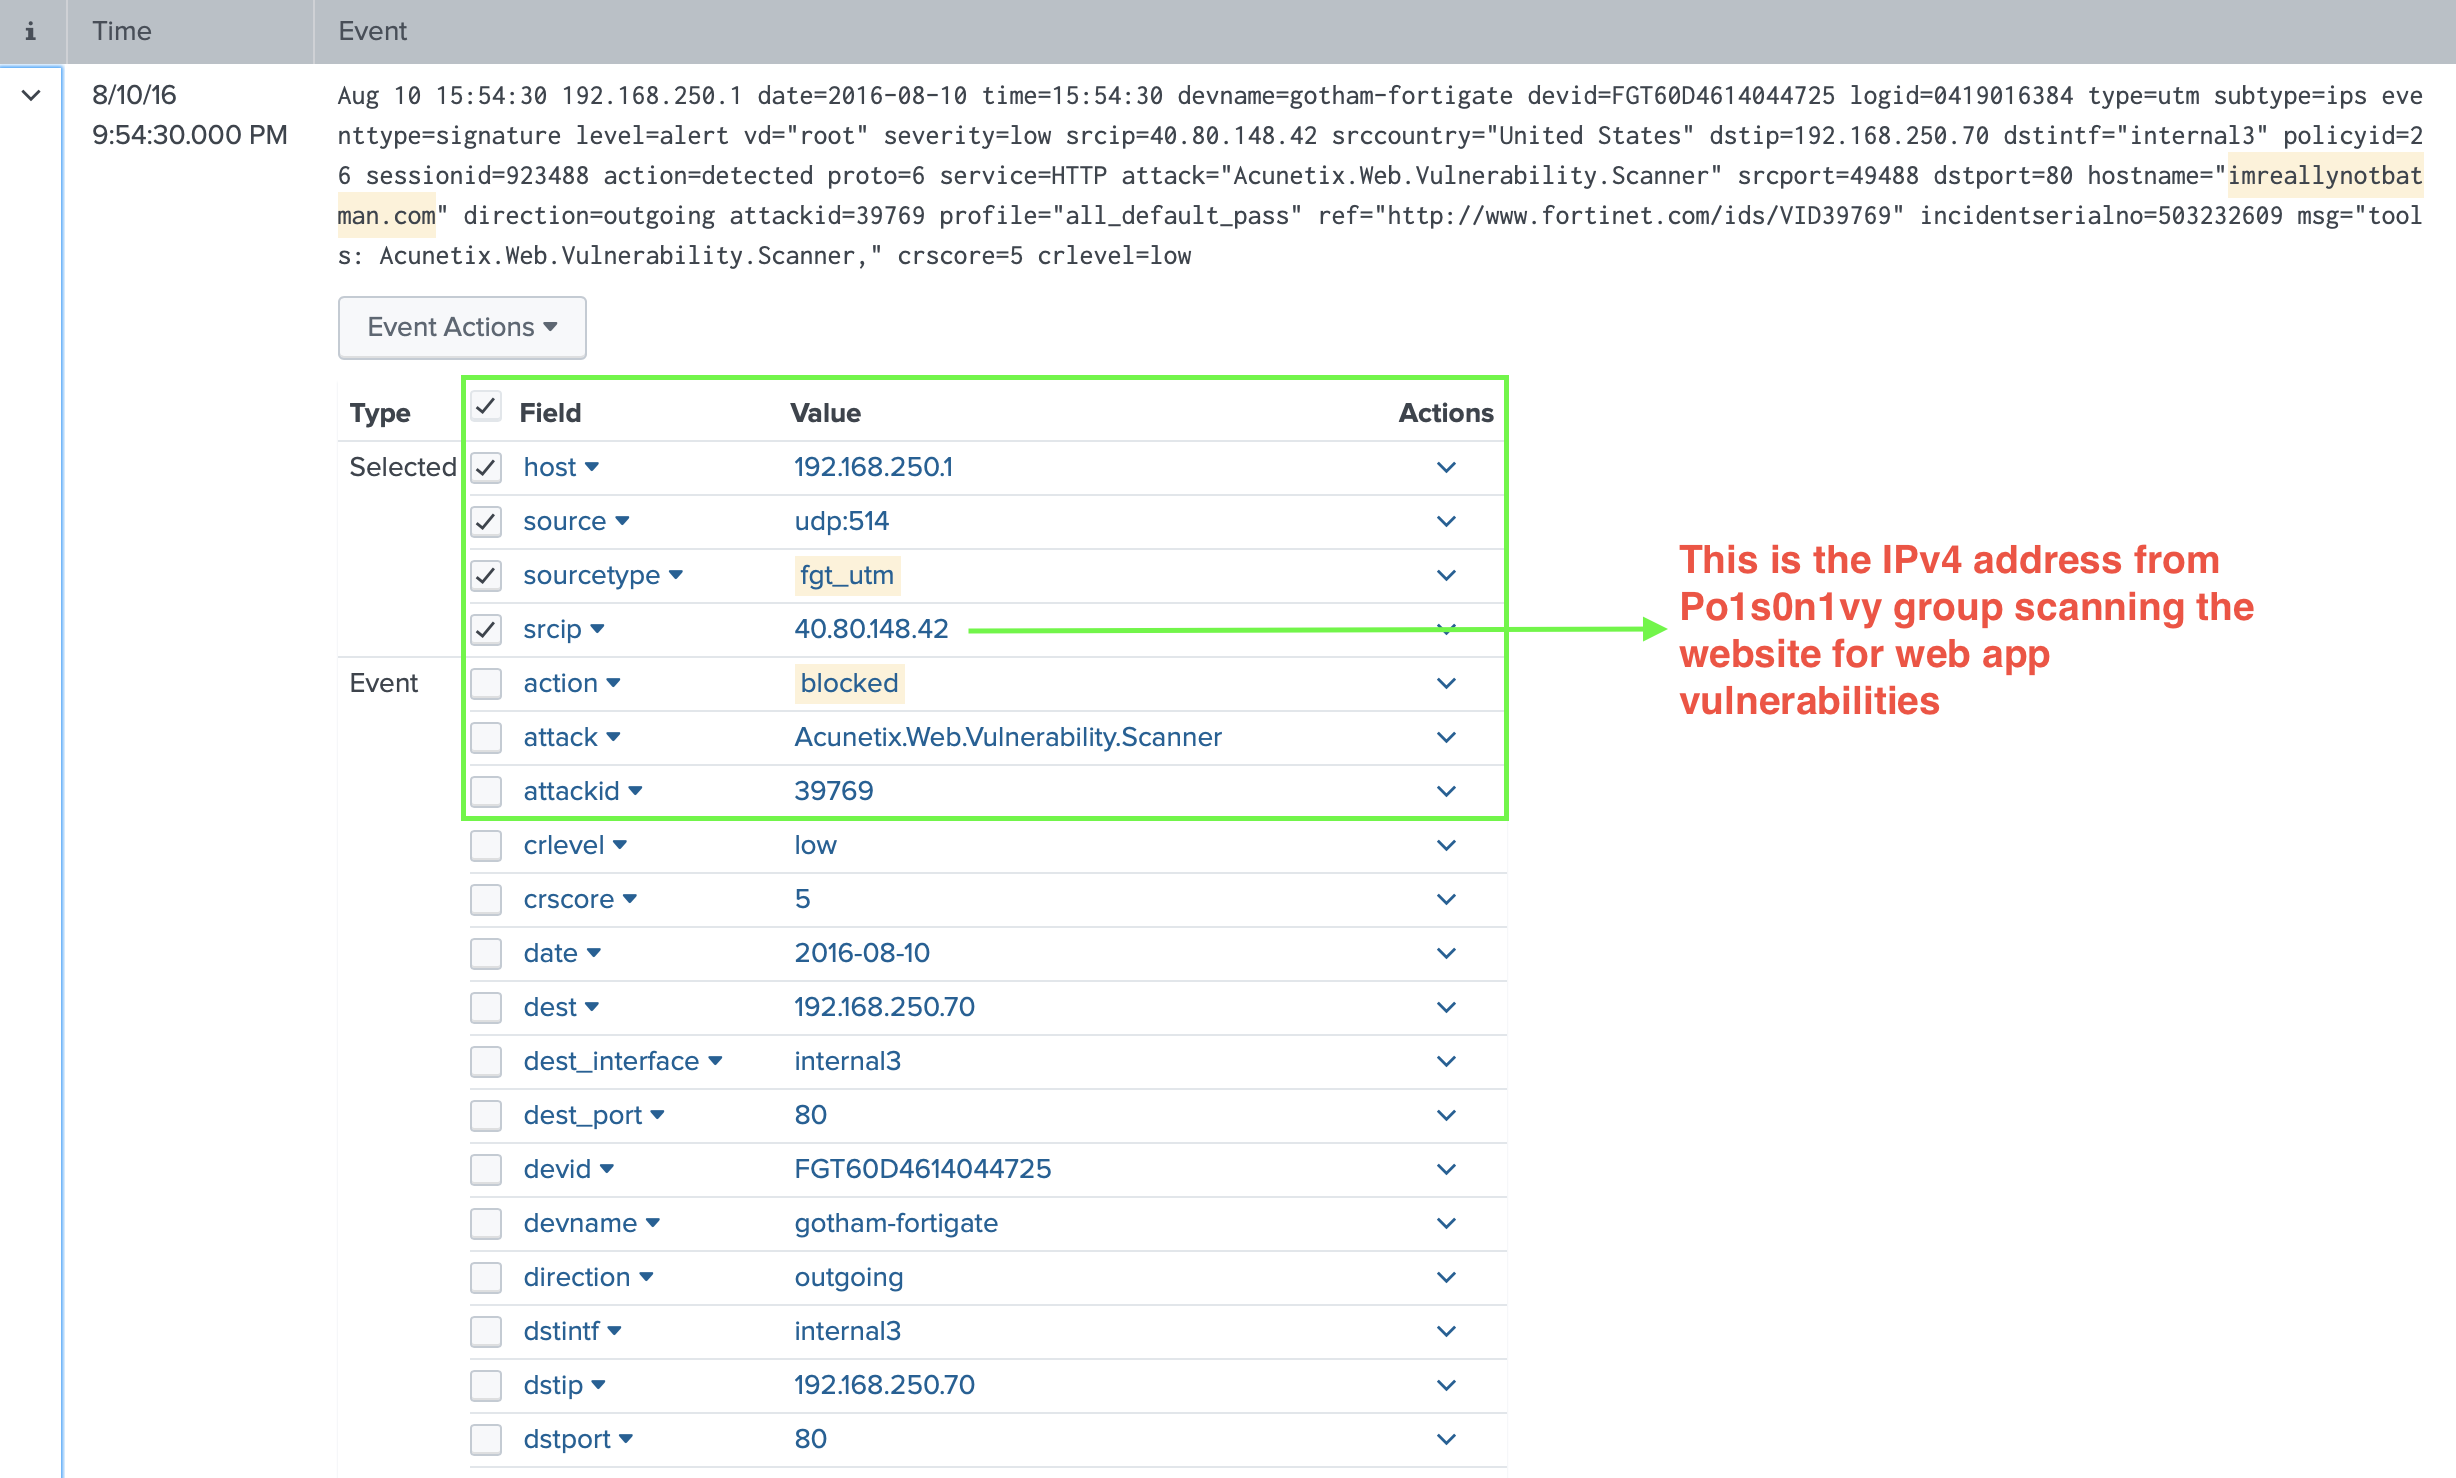 i Time Event
8/10/16
9:54:30.000 PM
Aug 10 15:54:30 192.168.250.1 date=2016-08-10 time=15:54:30 devname=gotham-fortigate devid=FGT60D4614044725 logid=0419016384 type=utm subtype=ips eve
nttype=signature level=alert vd="root" severity=low srcip=40.80.148.42 srccountry="United States" dstip=192.168.250.70 dstintf="internal3" policyid=2
6 sessionid=923488 action=detected proto=6 service=HTTP attack="Acunetix.Web.Vulnerability.Scanner" srcport=49488 dstport=80 hostname="imreallynotbat
man.com" direction=outgoing attackid=39769 profile="all_default_pass" ref="http://www.fortinet.com/ids/VID39769" incidentserialno=503232609 msg="tool
s: Acunetix.Web.Vulnerability.Scanner," crscore=5 crlevel=low
Event Actions
Type Field Value Actions
Selected host 192.168.250.1
source udp:514
sourcetype fgt_utm
srcip 40.80.148.42
Event action blocked
attack Acunetix.Web.Vulnerability.Scanner
attackid 39769
crlevel low
crscore 5
date 2016-08-10
dest 192.168.250.70
dest_interface internal3
dest_port 80
devid FGT60D4614044725
devname gotham-fortigate
direction outgoing
dstintf internal3
dstip 192.168.250.70
dstport 80
This is the IPv4 address from
Po1s0n1vy group scanning the
website for web app
vulnerabilities